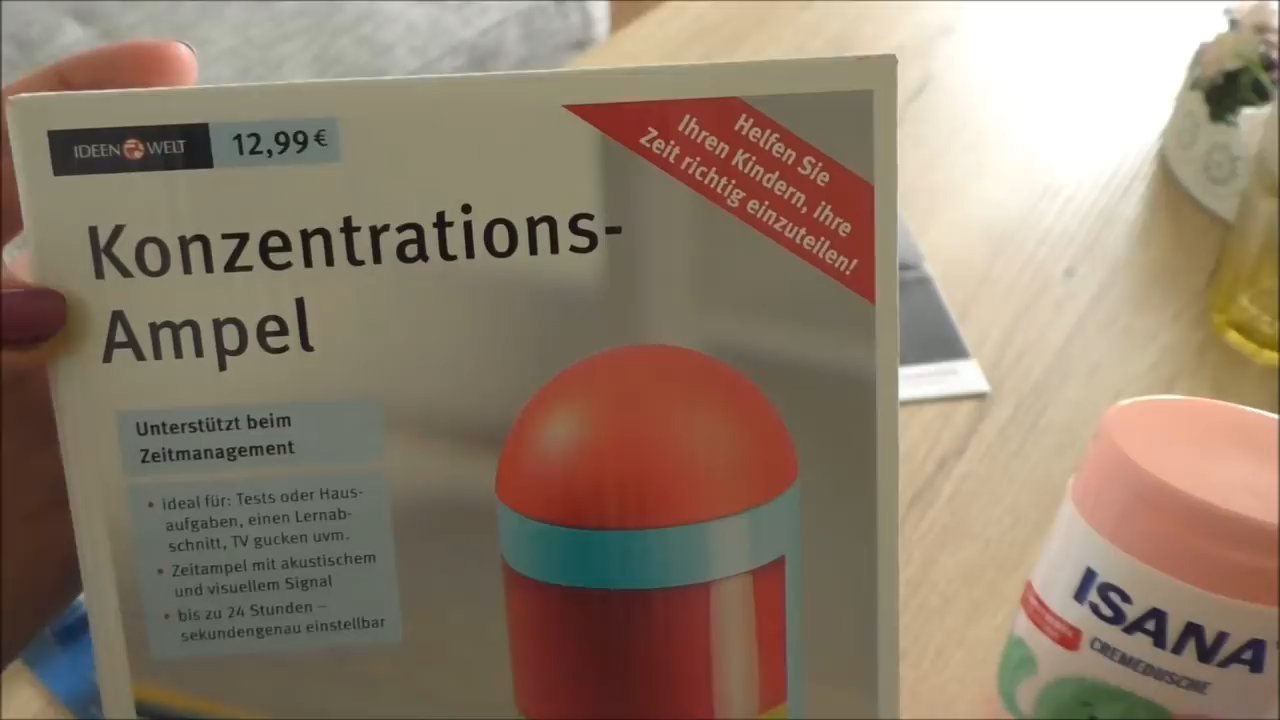 IDEEN WELT 12,99€
Helfen Sie
Ihren Kindern, ihre
Zeit richtig einzuteilen!
Konzentrations-
Ampel
Unterstützt beim
Zeitmanagement
• ideal für: Tests oder Haus-
aufgaben, einen Lernab-
schnitt, TV gucken uvm.
• Zeitampel mit akustischem
und visuellem Signal
• bis zu 24 Stunden –
sekundengenau einstellbar
ISANA
CREMEDUSCHE